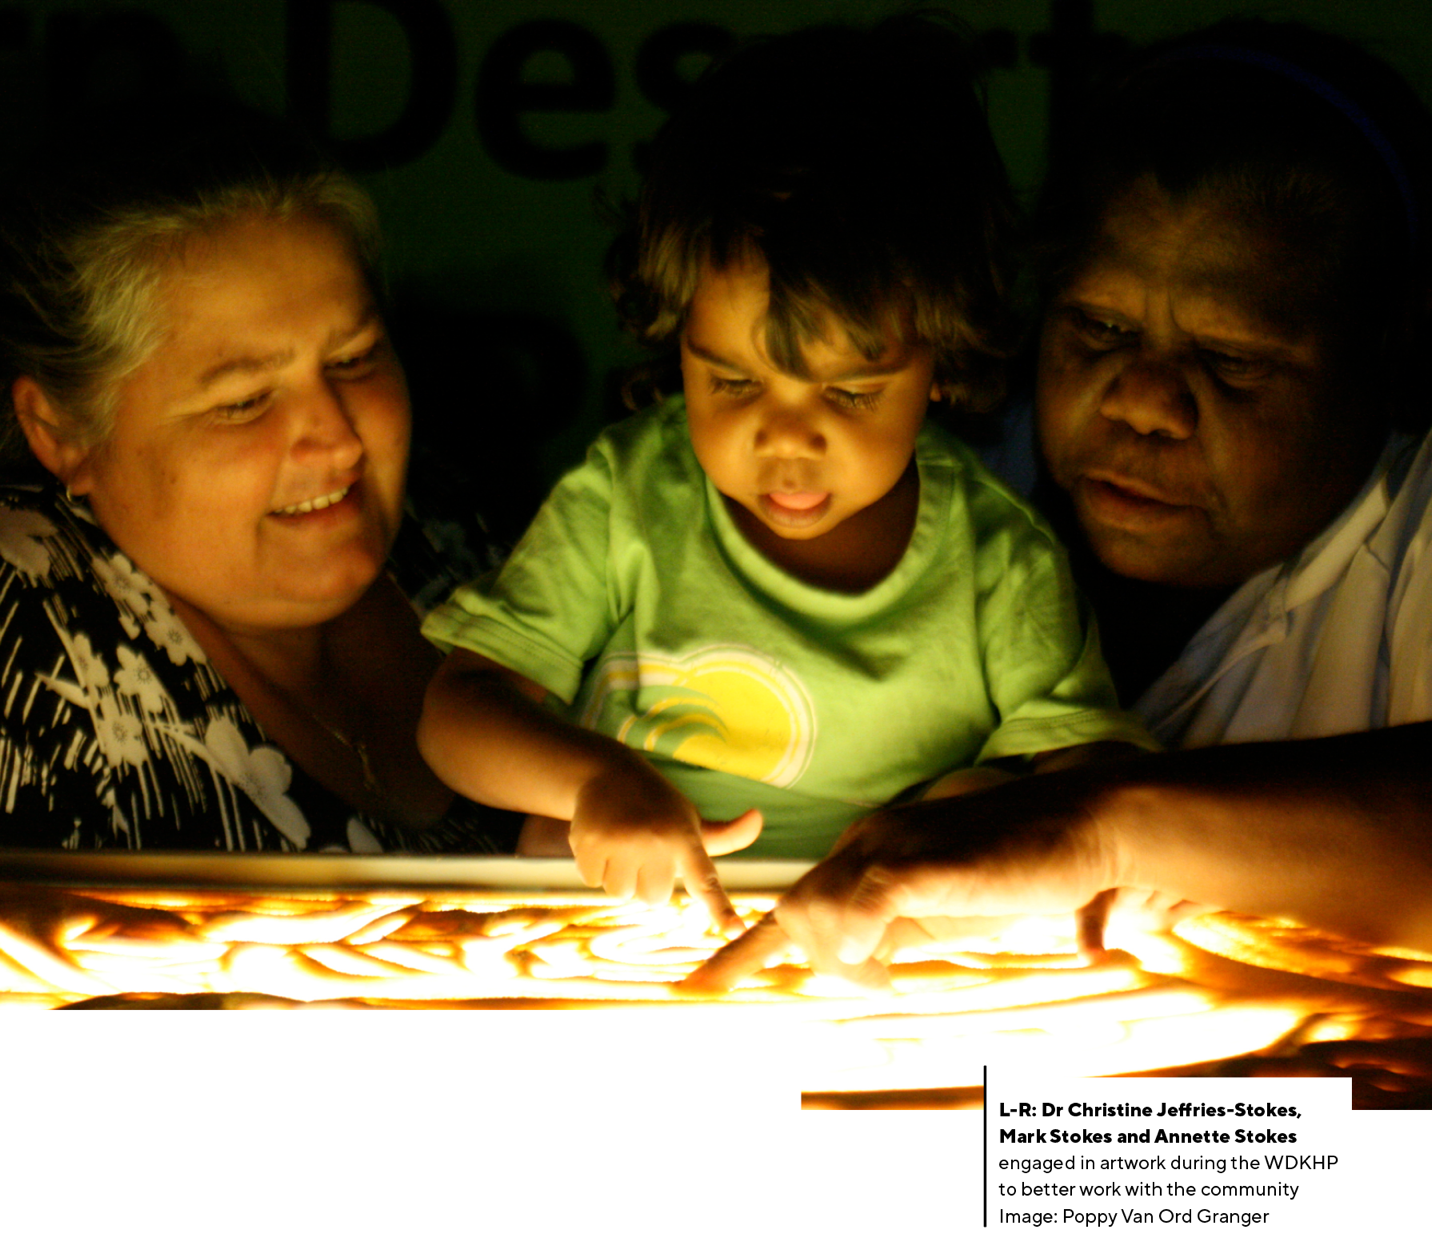 Desert
L-R: Dr Christine Jeffries-Stokes,
Mark Stokes and Annette Stokes
engaged in artwork during the WDKHP
to better work with the community
Image: Poppy Van Ord Granger